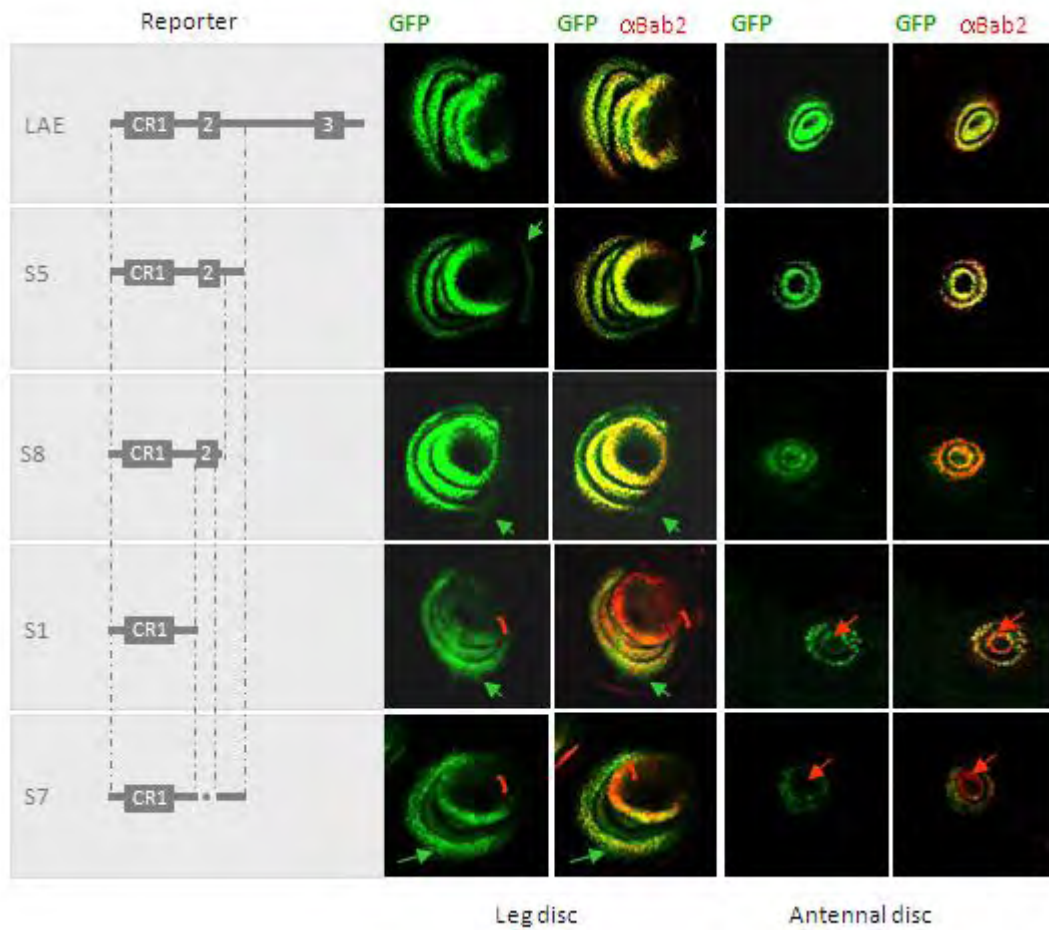 Reporter GFP GFP αBab2 GFP GFP αBab2
LAE CR1 2 3
S5 CR1 2
S8 CR1 2
S1 CR1
S7 CR1
Leg disc Antennal disc